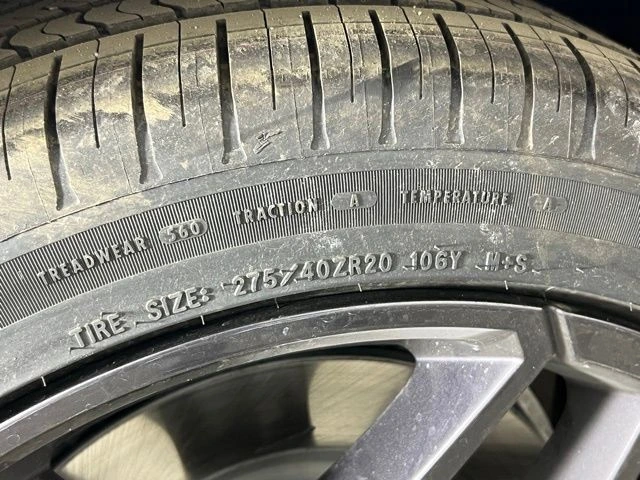 TREADWEAR 560 TRACTION A TEMPERATURE A
TIRE SIZE: 275/40ZR20 106Y M+S